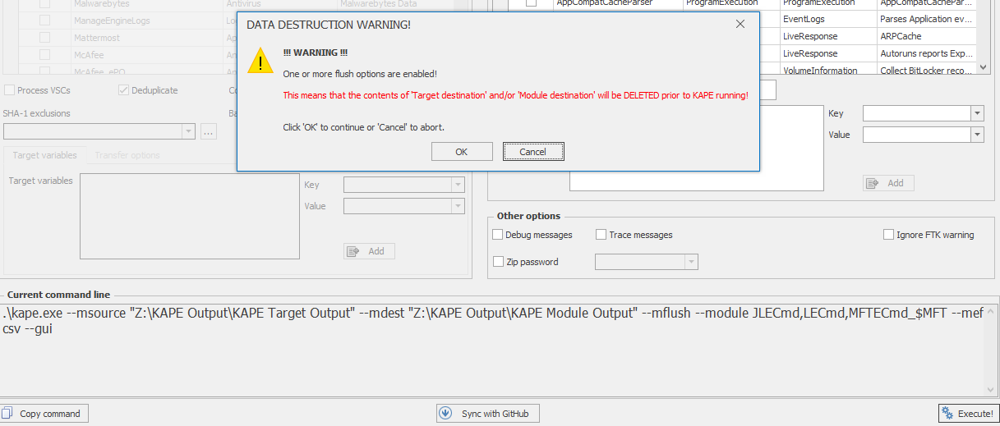 Malwarebytes Antivirus Malwarebytes Data
AppCompatCacheParser ProgramExecution AppCompatCachePar...
ManageEngineLogs
EventLogs Parses Application ev...
Mattermost
LiveResponse ARPCache
McAfee
LiveResponse Autoruns reports Exp...
McAfee_ePO
VolumeInformation Collect BitLocker reco...
DATA DESTRUCTION WARNING!
!!! WARNING !!!
One or more flush options are enabled!
This means that the contents of 'Target destination' and/or 'Module destination' will be DELETED prior to KAPE running!
Click 'OK' to continue or 'Cancel' to abort.
OK Cancel
Process VSCs Deduplicate
SHA-1 exclusions
...
Target variables Transfer options
Target variables
Key
Value
Add
Key
Value
Add
Other options
Debug messages Trace messages Ignore FTK warning
Zip password
Current command line
.\kape.exe --msource "Z:\KAPE Output\KAPE Target Output" --mdest "Z:\KAPE Output\KAPE Module Output" --mflush --module JLECmd,LECmd,MFTECmd_$MFT --mef
csv --gui
Copy command Sync with GitHub Execute!